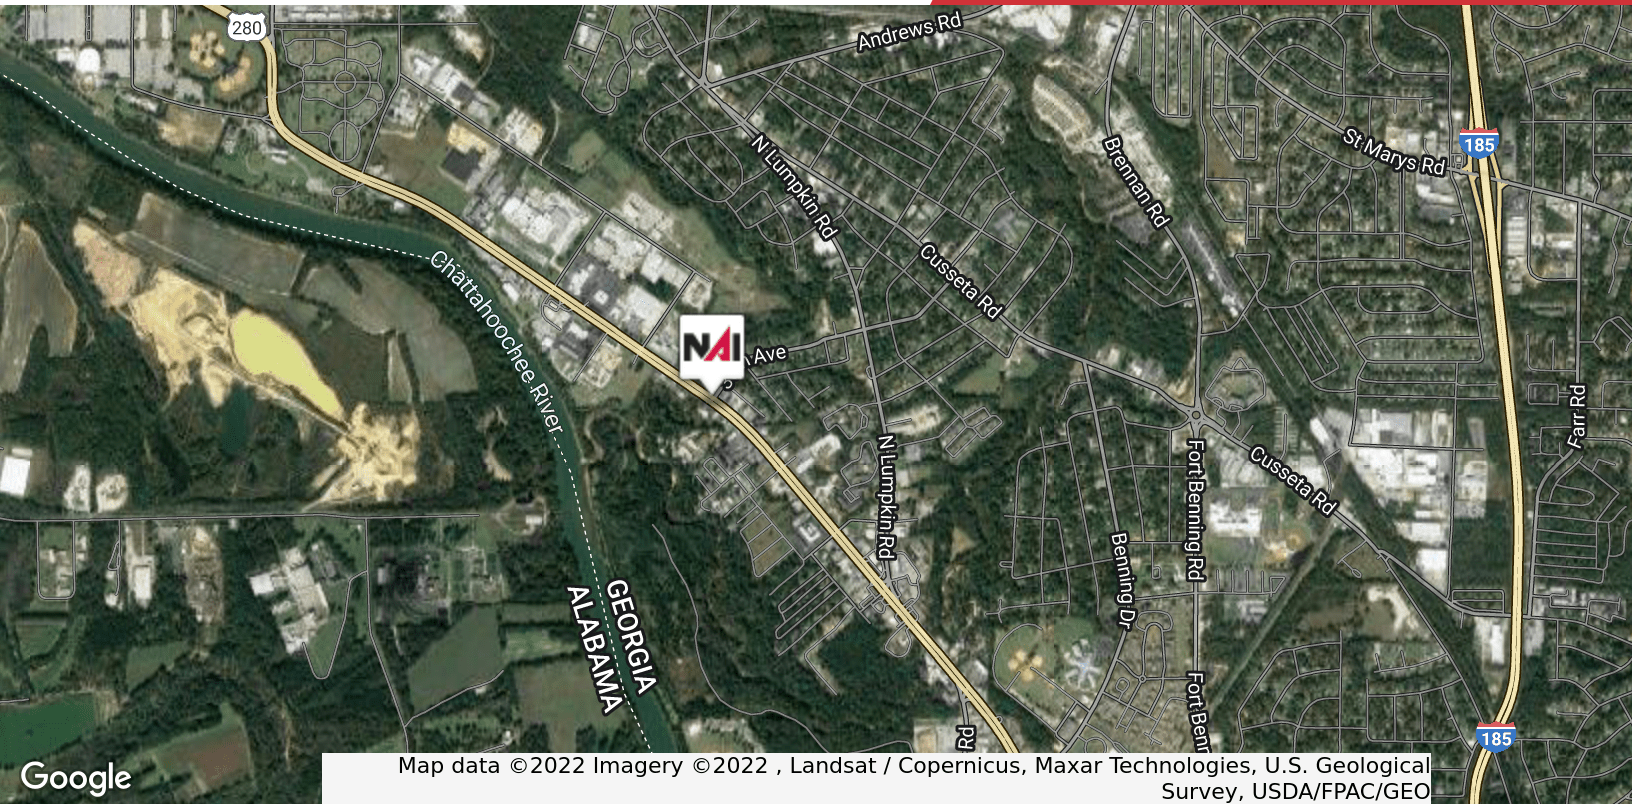 280
Andrews Rd
185
St Marys Rd
N Lumpkin Rd
Brennan Rd
Cusseta Rd
Chattahoochee River
NAI
Ave
Farr Rd
N Lumpkin Rd
Fort Benning Rd
Cusseta Rd
Benning Dr
GEORGIA
ALABAMA
Fort Benn
Rd
185
Google
Map data ©2022 Imagery ©2022 , Landsat / Copernicus, Maxar Technologies, U.S. Geological
Survey, USDA/FPAC/GEO